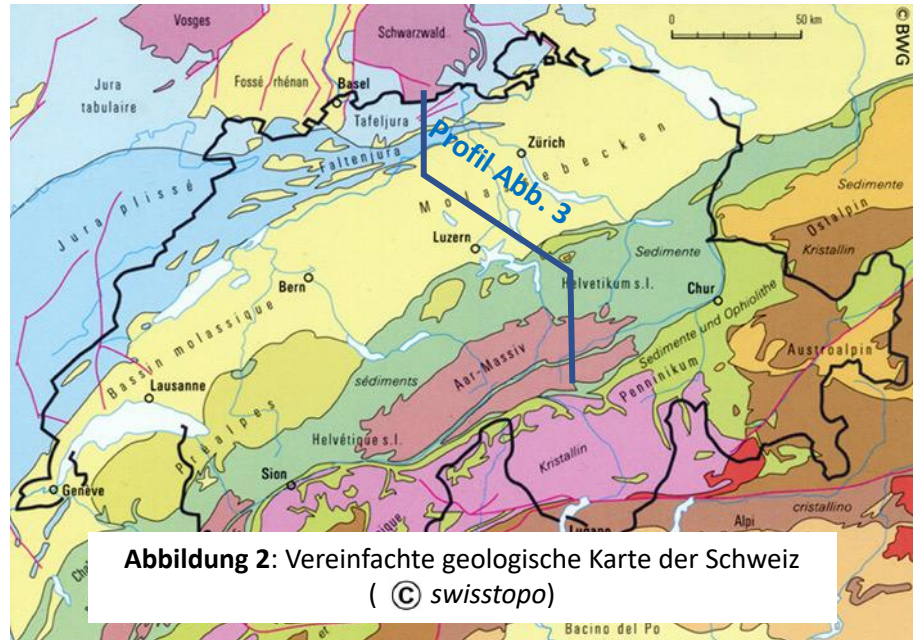 Vosges
Schwarzwald
0 50 km
© BWG
Fossé rhénan
Basel
Jura
tabulaire
Tafeljura
Faltenjura
Zürich
Profil Abb. 3
Molassebecken
Jura plissé
Sedimente
Ostalpin
Kristallin
Luzern
Sedimente
Helvetikum s.l.
Chur
Bern
Sedimente und Ophiolithe
Bassin molassique
Aar-Massiv
Austroalpin
Penninikum
Lausanne
sédiments
Préalpes
Helvétique s.l.
Kristallin
Sion
Genève
cristallino
Lugano
Alpi
Abbildung 2: Vereinfachte geologische Karte der Schweiz
( © swisstopo)
et
Bacino del Po